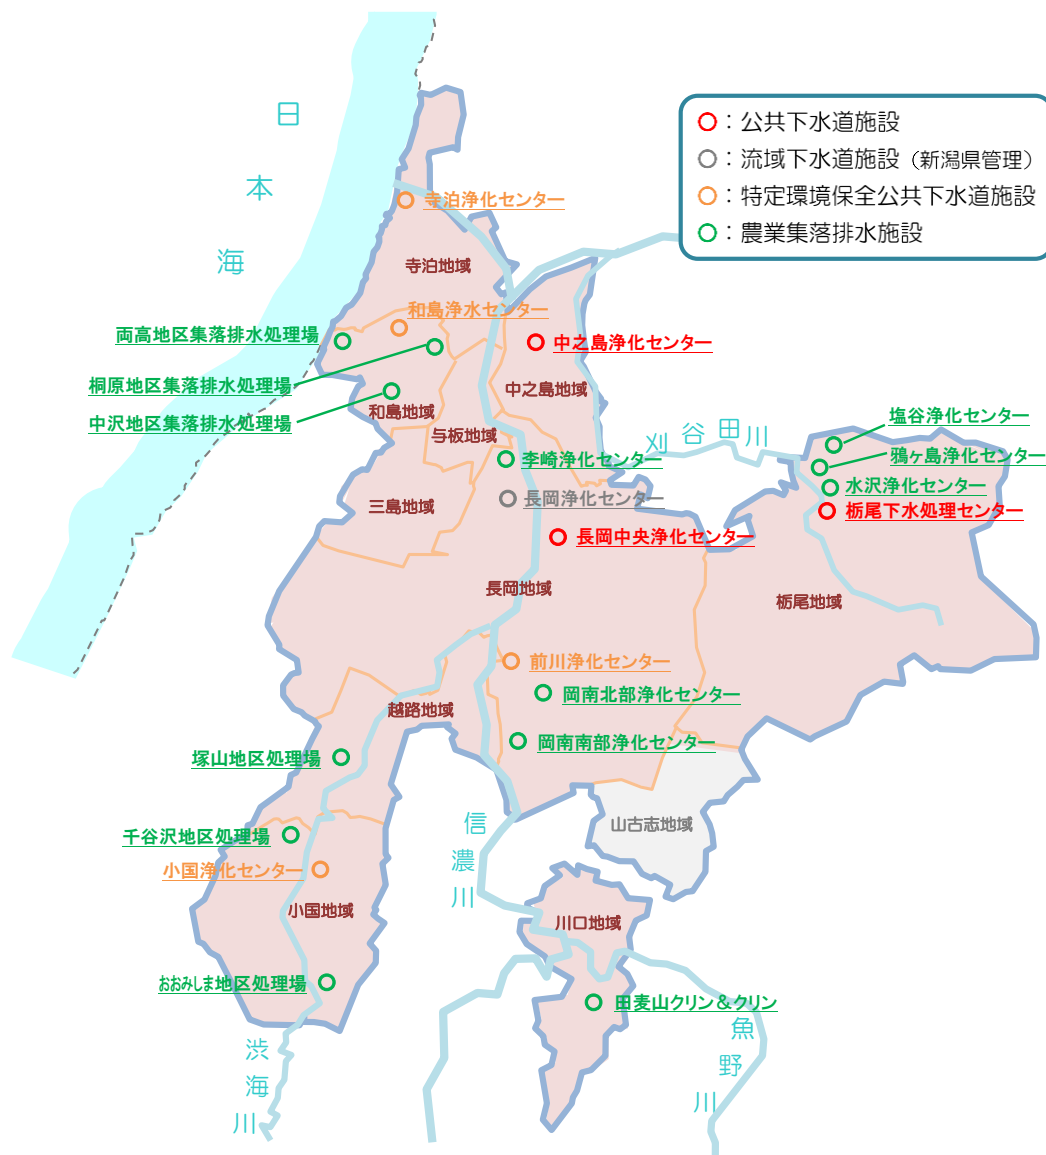 日本海
○：公共下水道施設
○：流域下水道施設（新潟県管理）
○：特定環境保全公共下水道施設
○：農業集落排水施設
寺泊浄化センター
寺泊地域
和島浄水センター
両高地区集落排水処理場
中之島浄化センター
桐原地区集落排水処理場
中之島地域
中沢地区集落排水処理場
和島地域
与板地域
刈谷田川
塩谷浄化センター
鴉ヶ島浄化センター
李崎浄化センター
水沢浄化センター
長岡浄化センター
三島地域
栃尾下水処理センター
長岡中央浄化センター
長岡地域
栃尾地域
前川浄化センター
岡南北部浄化センター
越路地域
岡南南部浄化センター
塚山地区処理場
信濃川
山古志地域
千谷沢地区処理場
小国浄化センター
小国地域
川口地域
おおみしま地区処理場
田麦山クリン＆クリン
渋海川
魚野川